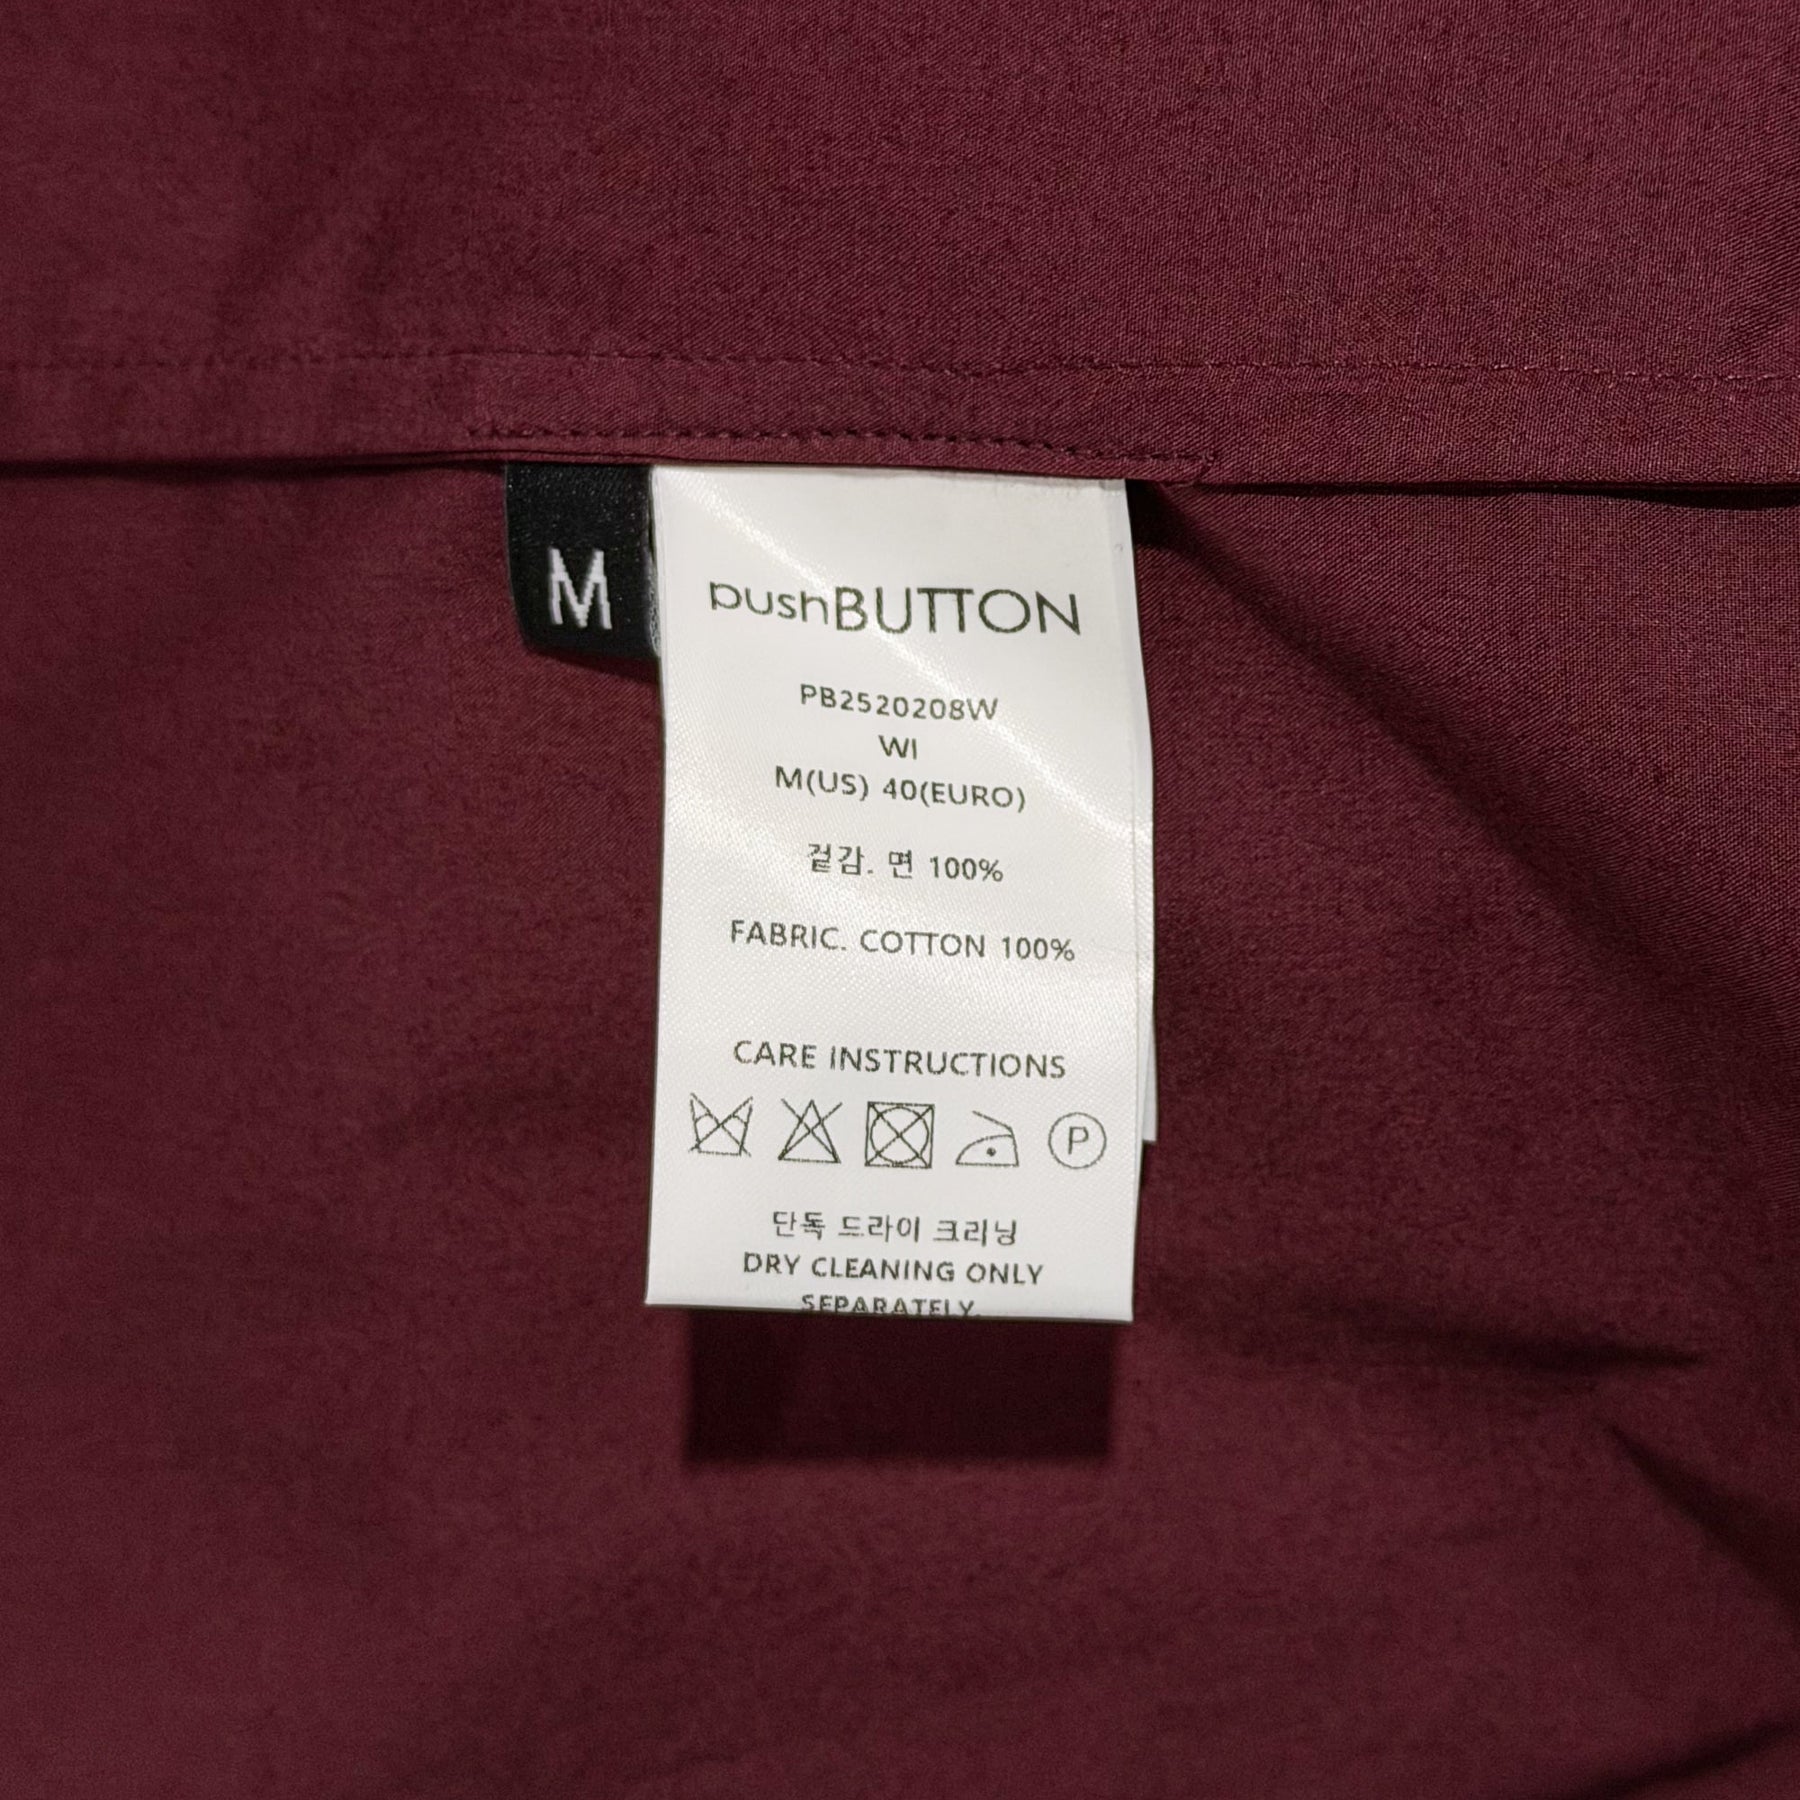 M
pushBUTTON
PB2520208W
WI
M(US) 40(EURO)
겉감. 면 100%
FABRIC. COTTON 100%
CARE INSTRUCTIONS
P
단독 드라이 크리닝
DRY CLEANING ONLY
SEPARATELY.